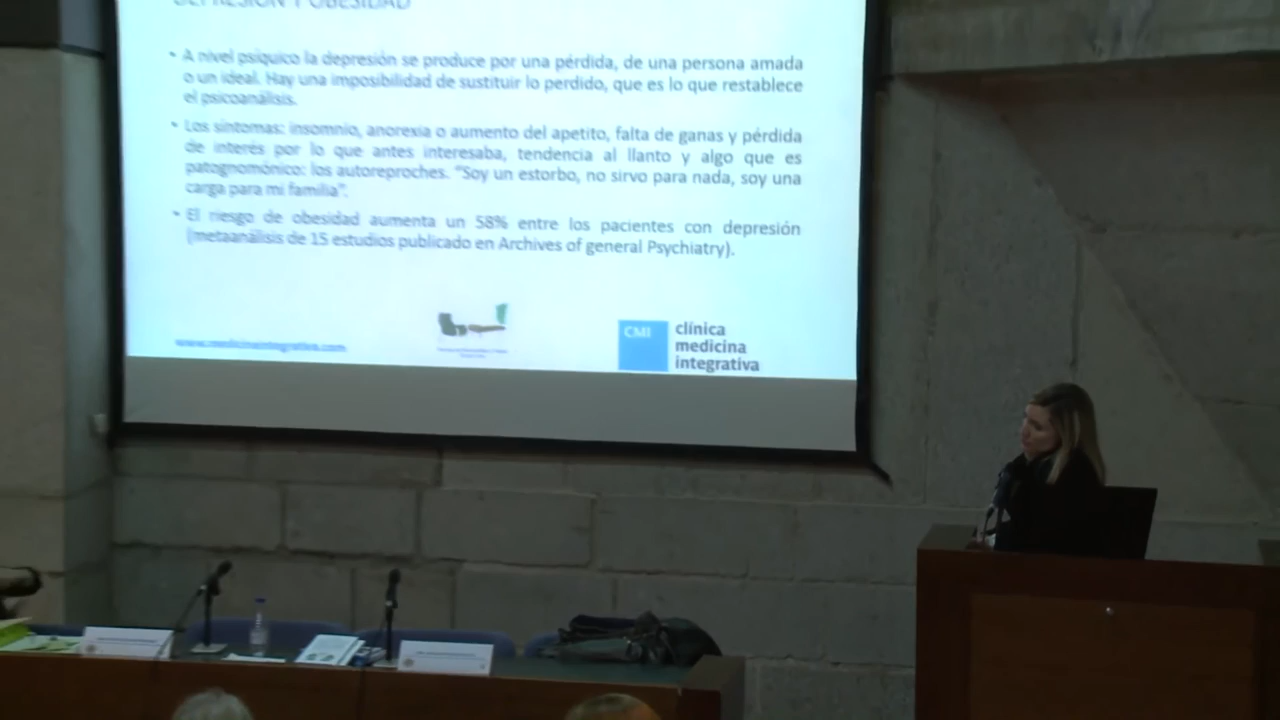 DEPRESIÓN Y OBESIDAD
• A nivel psíquico la depresión se produce por una pérdida, de una persona amada
o un ideal. Hay una imposibilidad de sustituir lo perdido, que es lo que restablece
el psicoanálisis.
• Los síntomas: insomnio, anorexia o aumento del apetito, falta de ganas y pérdida
de interés por lo que antes interesaba, tendencia al llanto y algo que es
patognomónico: los autoreproches. "Soy un estorbo, no sirvo para nada, soy una
carga para mi familia".
• El riesgo de obesidad aumenta un 58% entre los pacientes con depresión
(metaanálisis de 15 estudios publicado en Archives of general Psychiatry).
www.medicinaintegrativa.com
CMI
clínica
medicina
integrativa